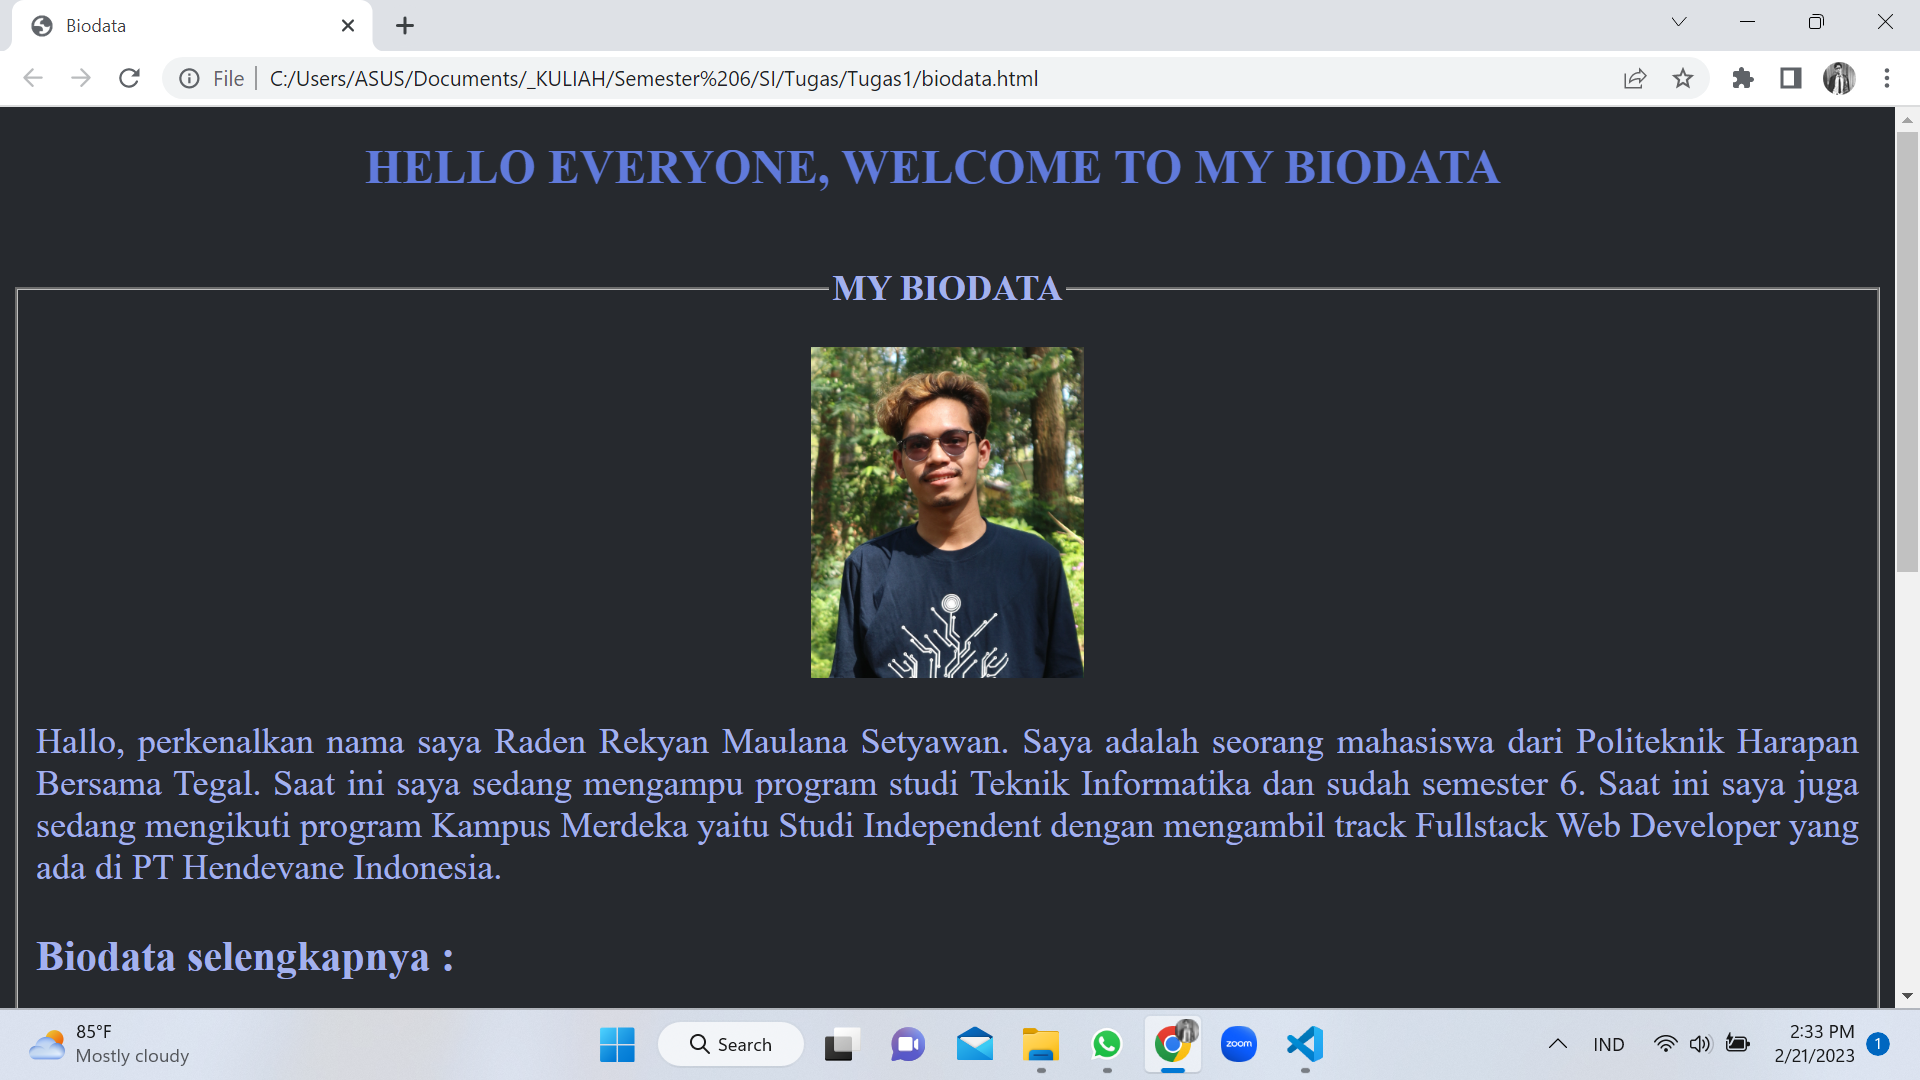 Biodata
File
C:/Users/ASUS/Documents/_KULIAH/Semester%206/SI/Tugas/Tugas1/biodata.html
HELLO EVERYONE, WELCOME TO MY BIODATA
MY BIODATA
Hallo, perkenalkan nama saya Raden Rekyan Maulana Setyawan. Saya adalah seorang mahasiswa dari Politeknik Harapan
Bersama Tegal. Saat ini saya sedang mengampu program studi Teknik Informatika dan sudah semester 6. Saat ini saya juga
sedang mengikuti program Kampus Merdeka yaitu Studi Independent dengan mengambil track Fullstack Web Developer yang
ada di PT Hendevane Indonesia.
Biodata selengkapnya :
85°F
Mostly cloudy
Search
zoom
IND
2:33 PM
2/21/2023
1